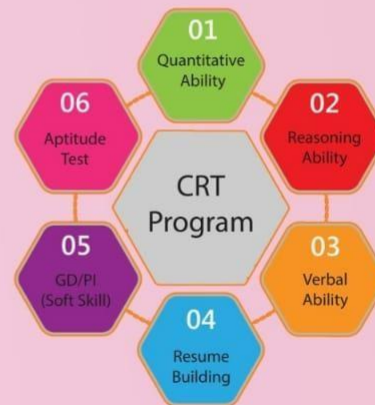 01
Quantitative
Ability
02
Reasoning
Ability
03
Verbal
Ability
04
Resume
Building
05
GD/PI
(Soft Skill)
06
Aptitude
Test
CRT
Program